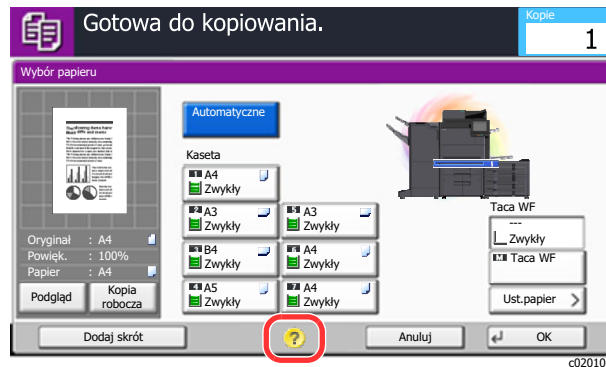 Gotowa do kopiowania.
Kopie
1
Wybór papieru
Automatyczne
Kaseta
1 A4
Zwykły
2 A3
Zwykły
3 B4
Zwykły
4 A5
Zwykły
5 A3
Zwykły
6 A4
Zwykły
7 A4
Zwykły
Taca WF
---
Zwykły
Taca WF
Ust.papier
Oryginał : A4
Powięk. : 100%
Papier : A4
Podgląd
Kopia
robocza
Dodaj skrót
?
Anuluj
OK
c02010